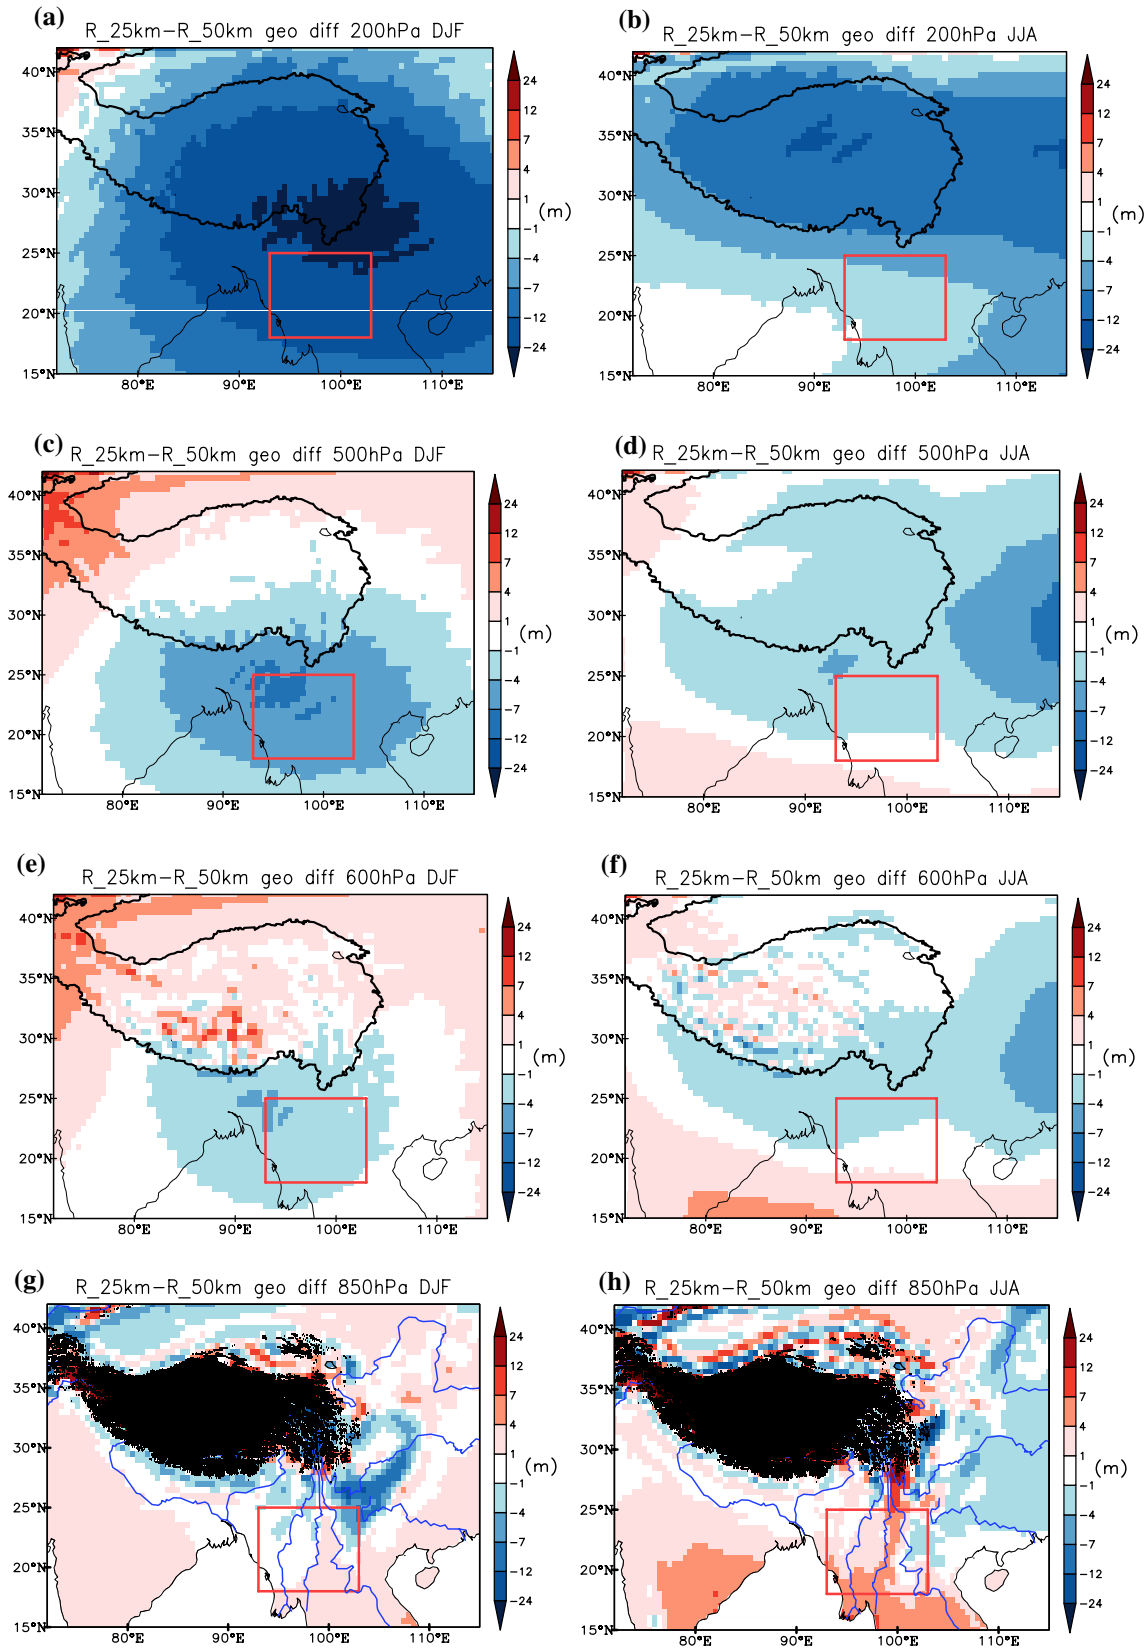 (a)
R_25km−R_50km geo diff 200hPa DJF
40°N
35°N
30°N
25°N
20°N
15°N
80°E
90°E
100°E
110°E
24
12
7
4
1
−1
−4
−7
−12
−24
(m)
(b)
R_25km−R_50km geo diff 200hPa JJA
40°N
35°N
30°N
25°N
20°N
15°N
80°E
90°E
100°E
110°E
24
12
7
4
1
−1
−4
−7
−12
−24
(m)
(c)
R_25km−R_50km geo diff 500hPa DJF
40°N
35°N
30°N
25°N
20°N
15°N
80°E
90°E
100°E
110°E
24
12
7
4
1
−1
−4
−7
−12
−24
(m)
(d)
R_25km−R_50km geo diff 500hPa JJA
40°N
35°N
30°N
25°N
20°N
15°N
80°E
90°E
100°E
110°E
24
12
7
4
1
−1
−4
−7
−12
−24
(m)
(e)
R_25km−R_50km geo diff 600hPa DJF
40°N
35°N
30°N
25°N
20°N
15°N
80°E
90°E
100°E
110°E
24
12
7
4
1
−1
−4
−7
−12
−24
(m)
(f)
R_25km−R_50km geo diff 600hPa JJA
40°N
35°N
30°N
25°N
20°N
15°N
80°E
90°E
100°E
110°E
24
12
7
4
1
−1
−4
−7
−12
−24
(m)
(g)
R_25km−R_50km geo diff 850hPa DJF
40°N
35°N
30°N
25°N
20°N
15°N
80°E
90°E
100°E
110°E
24
12
7
4
1
−1
−4
−7
−12
−24
(m)
(h)
R_25km−R_50km geo diff 850hPa JJA
40°N
35°N
30°N
25°N
20°N
15°N
80°E
90°E
100°E
110°E
24
12
7
4
1
−1
−4
−7
−12
−24
(m)